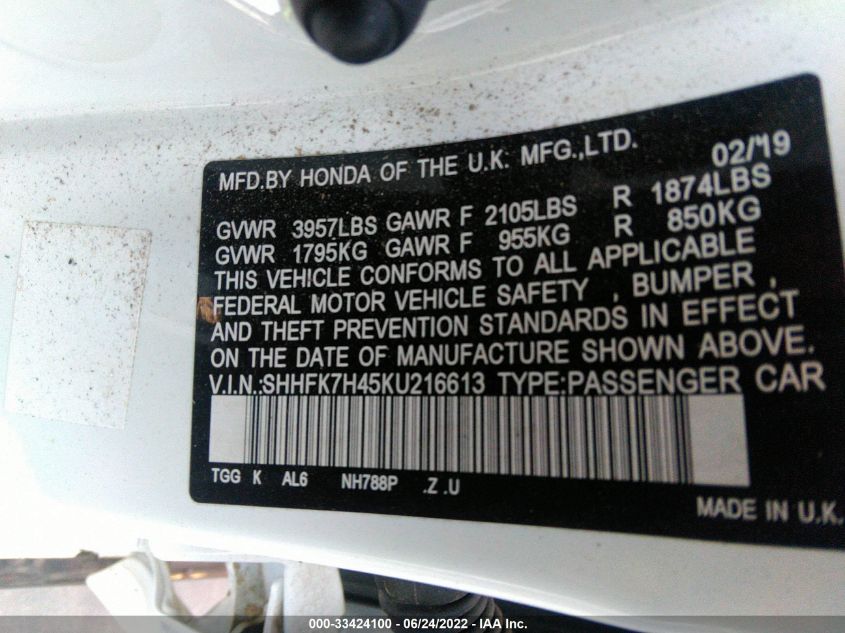 MFD.BY HONDA OF THE U.K. MFG.,LTD. 02/'19
GVWR 3957LBS GAWR F 2105LBS R 1874LBS
GVWR 1795KG GAWR F 955KG R 850KG
THIS VEHICLE CONFORMS TO ALL APPLICABLE
FEDERAL MOTOR VEHICLE SAFETY , BUMPER ,
AND THEFT PREVENTION STANDARDS IN EFFECT
ON THE DATE OF MANUFACTURE SHOWN ABOVE.
V.I.N.:SHHFK7H45KU216613 TYPE:PASSENGER CAR
TGG K AL6 NH788P .Z .U
MADE IN U.K.
000-33424100 - 06/24/2022 - IAA Inc.